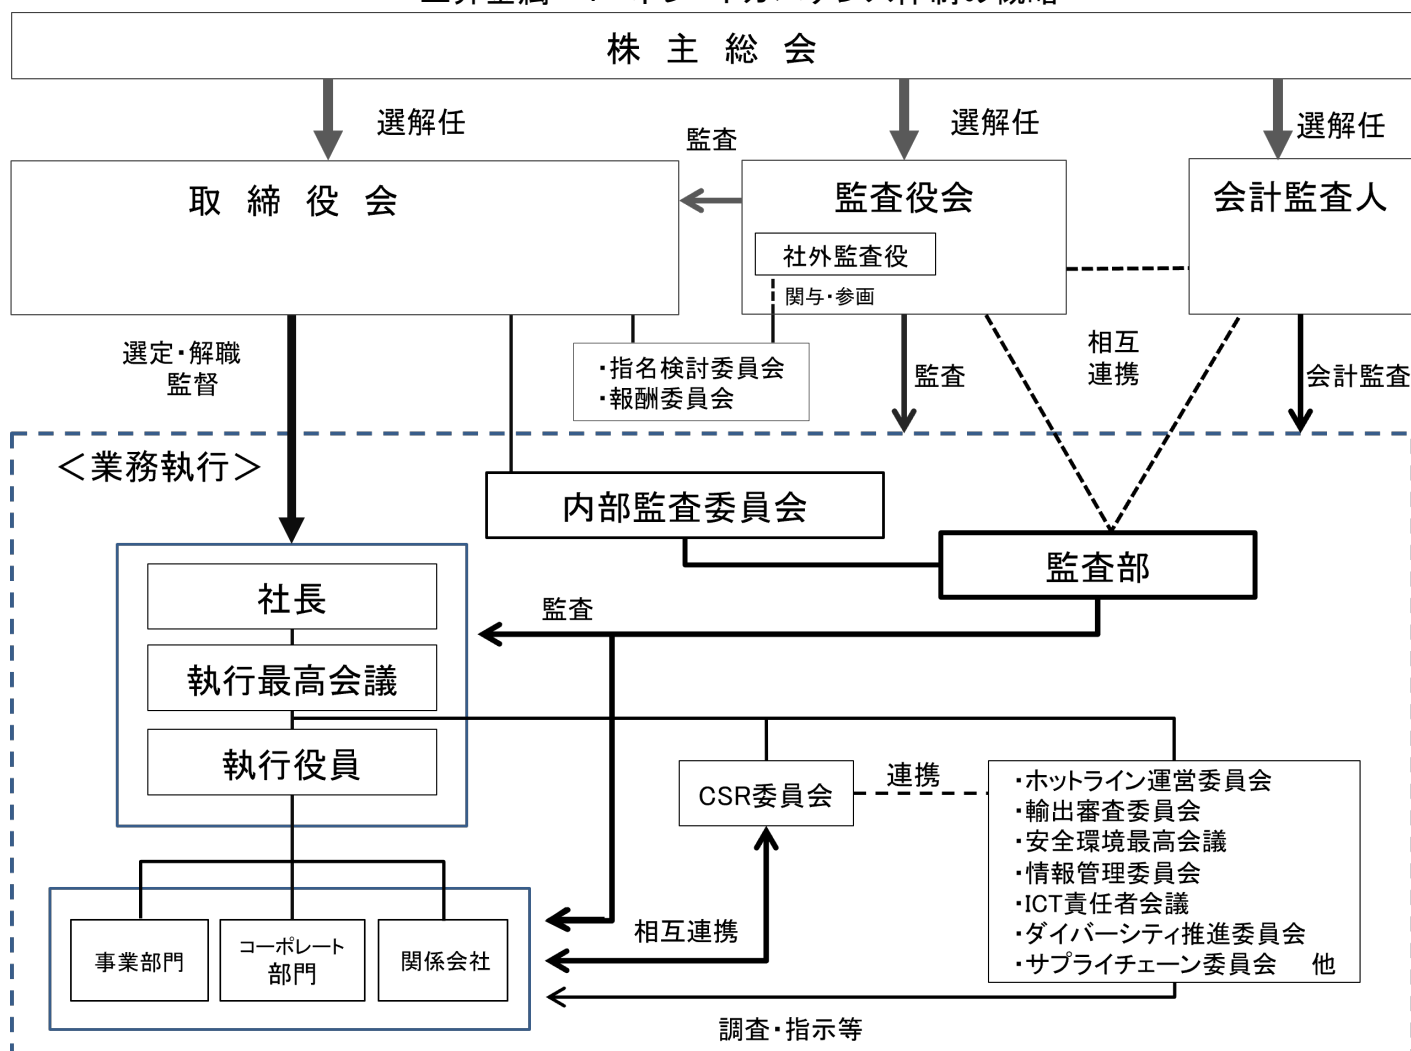 株主総会
選解任
選解任
選解任
監査
取締役会
監査役会
会計監査人
社外監査役
関与・参画
選定・解職
監督
・指名検討委員会
・報酬委員会
監査
相互
連携
会計監査
＜業務執行＞
内部監査委員会
監査部
社長
監査
執行最高会議
執行役員
CSR委員会
連携
・ホットライン運営委員会
・輸出審査委員会
・安全環境最高会議
・情報管理委員会
・ICT責任者会議
・ダイバーシティ推進委員会
・サプライチェーン委員会　他
相互連携
事業部門
コーポレート
部門
関係会社
調査・指示等